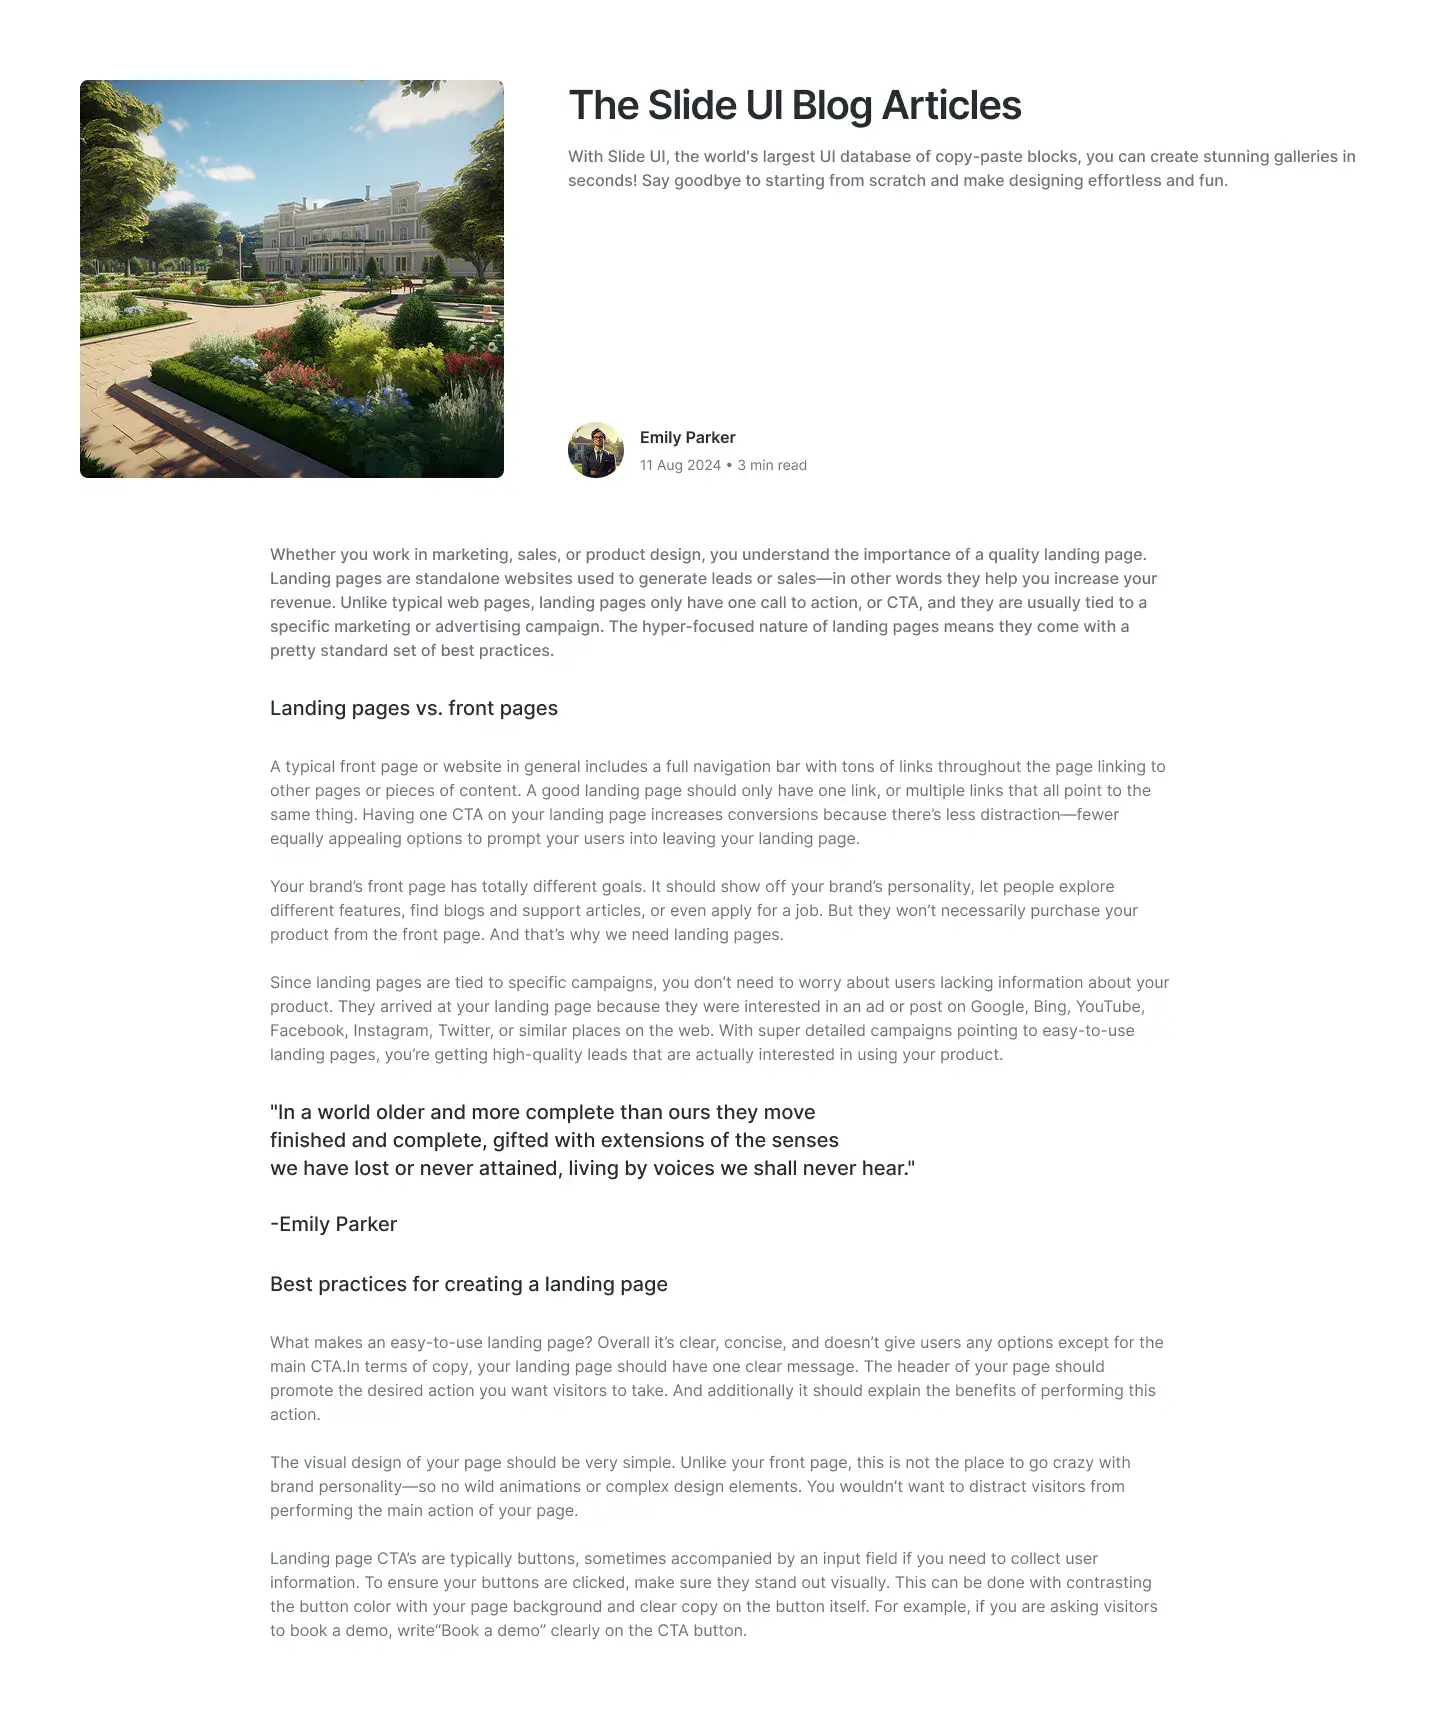 The Slide UI Blog Articles
With Slide UI, the world's largest UI database of copy-paste blocks, you can create stunning galleries in
seconds! Say goodbye to starting from scratch and make designing effortless and fun.
Emily Parker
11 Aug 2024 • 3 min read
Whether you work in marketing, sales, or product design, you understand the importance of a quality landing page.
Landing pages are standalone websites used to generate leads or sales—in other words they help you increase your
revenue. Unlike typical web pages, landing pages only have one call to action, or CTA, and they are usually tied to a
specific marketing or advertising campaign. The hyper-focused nature of landing pages means they come with a
pretty standard set of best practices.
Landing pages vs. front pages
A typical front page or website in general includes a full navigation bar with tons of links throughout the page linking to
other pages or pieces of content. A good landing page should only have one link, or multiple links that all point to the
same thing. Having one CTA on your landing page increases conversions because there’s less distraction—fewer
equally appealing options to prompt your users into leaving your landing page.
Your brand’s front page has totally different goals. It should show off your brand’s personality, let people explore
different features, find blogs and support articles, or even apply for a job. But they won’t necessarily purchase your
product from the front page. And that’s why we need landing pages.
Since landing pages are tied to specific campaigns, you don’t need to worry about users lacking information about your
product. They arrived at your landing page because they were interested in an ad or post on Google, Bing, YouTube,
Facebook, Instagram, Twitter, or similar places on the web. With super detailed campaigns pointing to easy-to-use
landing pages, you’re getting high-quality leads that are actually interested in using your product.
"In a world older and more complete than ours they move
finished and complete, gifted with extensions of the senses
we have lost or never attained, living by voices we shall never hear."
-Emily Parker
Best practices for creating a landing page
What makes an easy-to-use landing page? Overall it’s clear, concise, and doesn’t give users any options except for the
main CTA.In terms of copy, your landing page should have one clear message. The header of your page should
promote the desired action you want visitors to take. And additionally it should explain the benefits of performing this
action.
The visual design of your page should be very simple. Unlike your front page, this is not the place to go crazy with
brand personality—so no wild animations or complex design elements. You wouldn’t want to distract visitors from
performing the main action of your page.
Landing page CTA’s are typically buttons, sometimes accompanied by an input field if you need to collect user
information. To ensure your buttons are clicked, make sure they stand out visually. This can be done with contrasting
the button color with your page background and clear copy on the button itself. For example, if you are asking visitors
to book a demo, write“Book a demo” clearly on the CTA button.